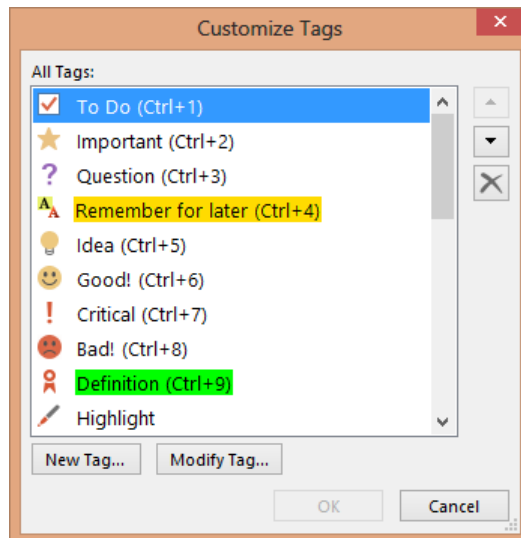 Customize Tags
All Tags:
To Do (Ctrl+1)
Important (Ctrl+2)
Question (Ctrl+3)
Remember for later (Ctrl+4)
Idea (Ctrl+5)
Good! (Ctrl+6)
Critical (Ctrl+7)
Bad! (Ctrl+8)
Definition (Ctrl+9)
Highlight
New Tag... Modify Tag...
OK Cancel